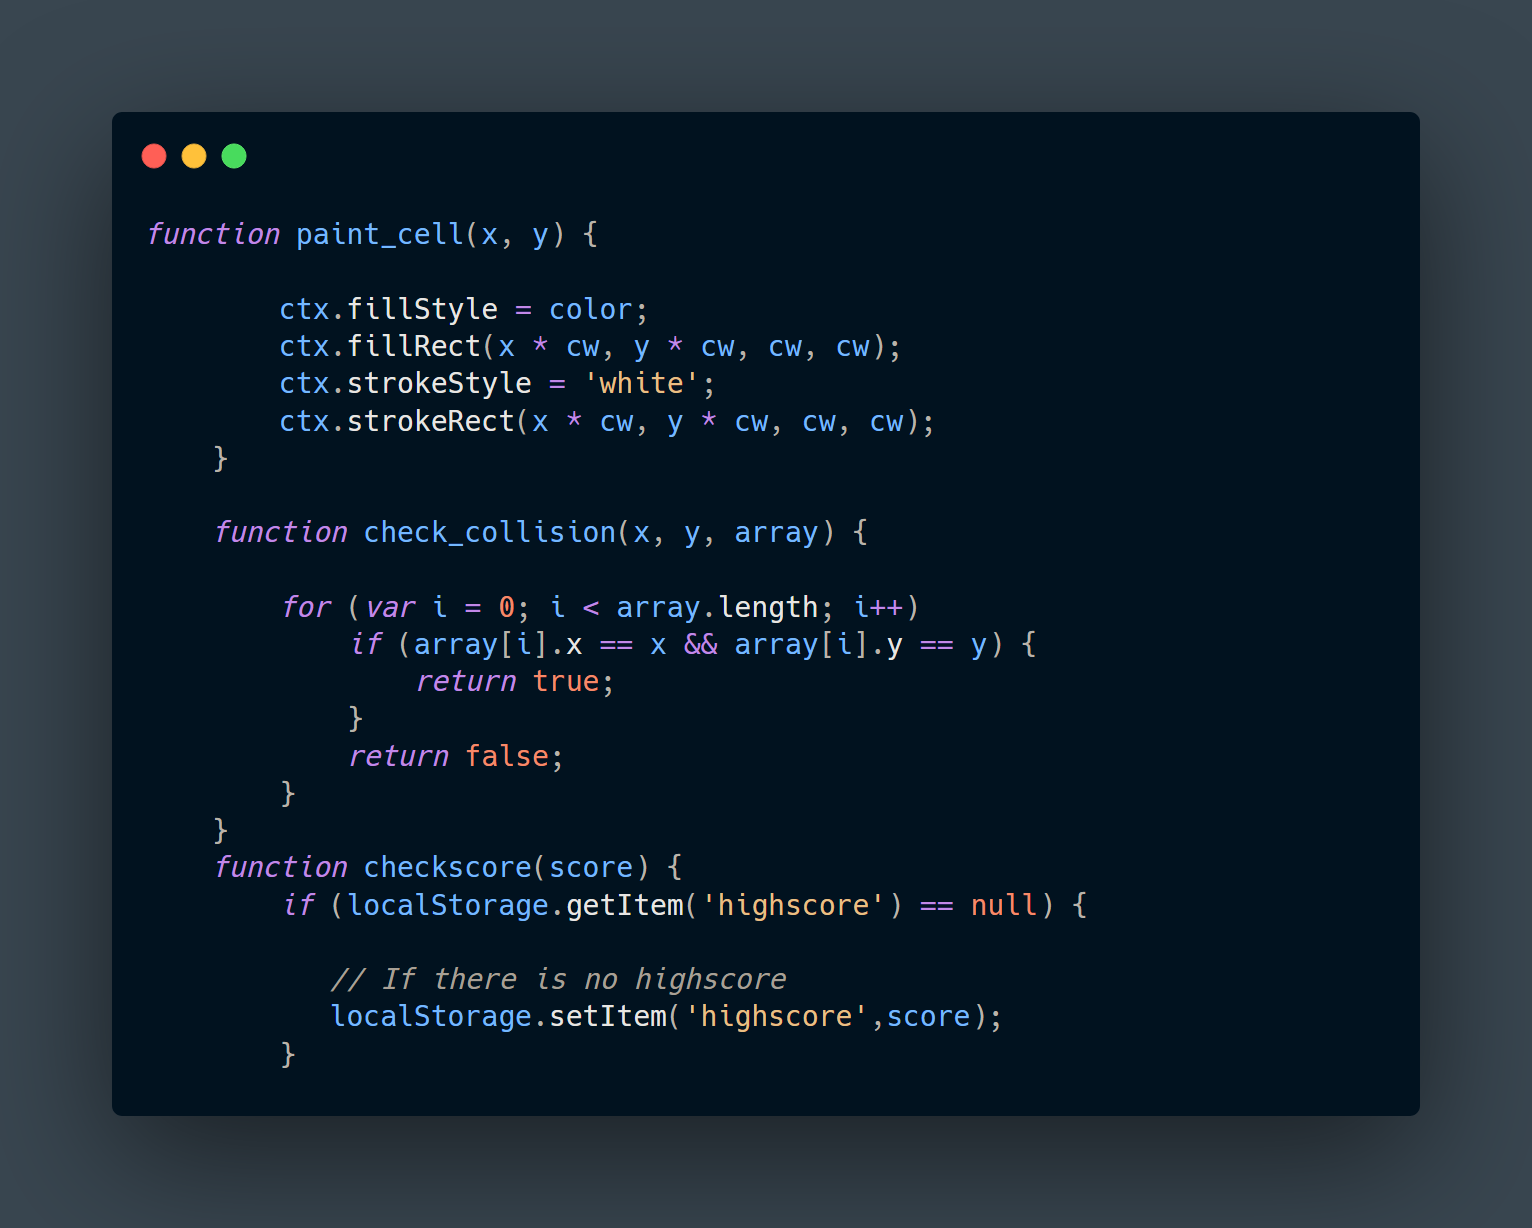 function paint_cell(x, y) {
ctx.fillStyle = color;
ctx.fillRect(x * cw, y * cw, cw, cw);
ctx.strokeStyle = 'white';
ctx.strokeRect(x * cw, y * cw, cw, cw);
}
function check_collision(x, y, array) {
for (var i = 0; i < array.length; i++)
if (array[i].x == x && array[i].y == y) {
return true;
}
return false;
}
}
function checkscore(score) {
if (localStorage.getItem('highscore') == null) {
// If there is no highscore
localStorage.setItem('highscore',score);
}